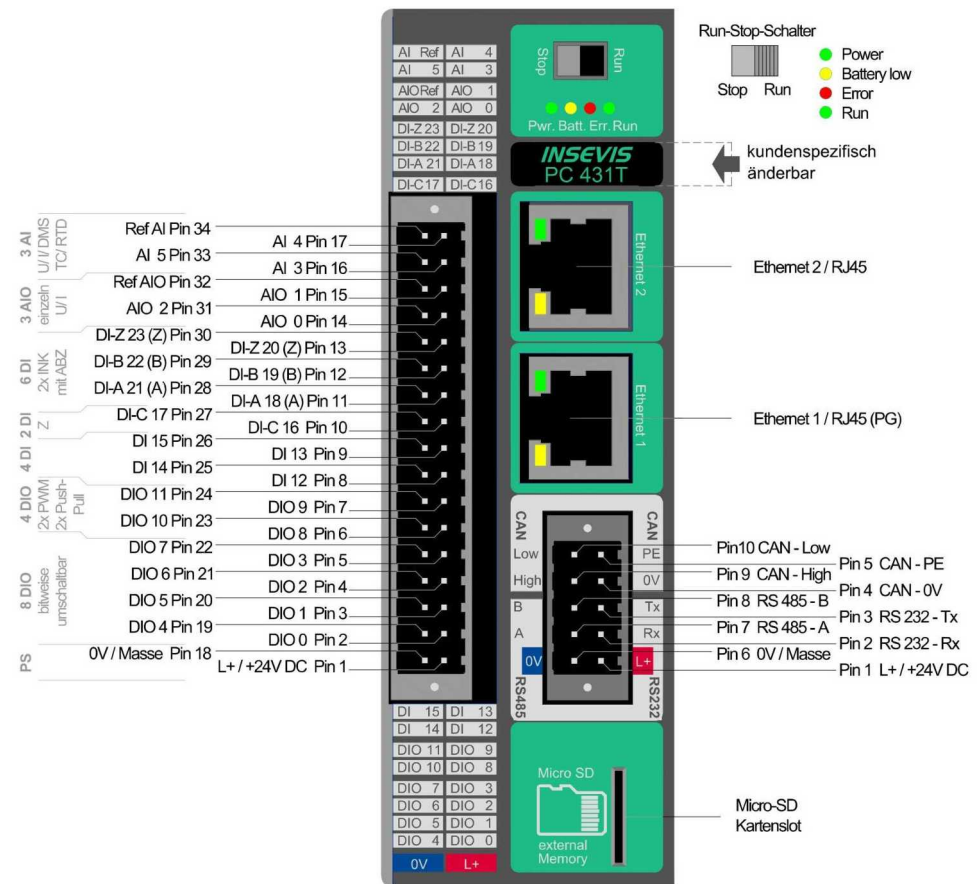 AI Ref AI 4
AI 5 AI 3
AIO Ref AIO 1
AIO 2 AIO 0
DI-Z 23 DI-Z 20
DI-B 22 DI-B 19
DI-A 21 DI-A 18
DI-C 17 DI-C 16
Stop
Run
Pwr. Batt. Err. Run
INSEVIS
PC 431T
Run-Stop-Schalter
Stop Run
Power
Battery low
Error
Run
kundenspezifisch
änderbar
3 AI
U/ I/ DMS
TC/ RTD
3 AIO
einzeln
U/ I
6 DI
2x INK
mit ABZ
2 DI
Z
4 DI
4 DIO
2x PWM
2x Push-
Pull
8 DIO
bitweise
umschaltbar
PS
Ref AI Pin 34
AI 4 Pin 17
AI 5 Pin 33
AI 3 Pin 16
Ref AIO Pin 32
AIO 1 Pin 15
AIO 2 Pin 31
AIO 0 Pin 14
DI-Z 23 (Z) Pin 30
DI-Z 20 (Z) Pin 13
DI-B 22 (B) Pin 29
DI-B 19 (B) Pin 12
DI-A 21 (A) Pin 28
DI-A 18 (A) Pin 11
DI-C 17 Pin 27
DI-C 16 Pin 10
DI 15 Pin 26
DI 13 Pin 9
DI 14 Pin 25
DI 12 Pin 8
DIO 11 Pin 24
DIO 9 Pin 7
DIO 10 Pin 23
DIO 8 Pin 6
DIO 7 Pin 22
DIO 3 Pin 5
DIO 6 Pin 21
DIO 2 Pin 4
DIO 5 Pin 20
DIO 1 Pin 3
DIO 4 Pin 19
DIO 0 Pin 2
0V / Masse Pin 18
L+ / +24V DC Pin 1
Ethernet 2
Ethernet 2 / RJ45
Ethernet 1
Ethernet 1 / RJ45 (PG)
CAN
CAN
Low PE
High 0V
B Tx
A Rx
0V L+
RS485
RS232
Pin10 CAN - Low
Pin 5 CAN - PE
Pin 9 CAN - High
Pin 4 CAN - 0V
Pin 8 RS 485 - B
Pin 3 RS 232 - Tx
Pin 7 RS 485 - A
Pin 2 RS 232 - Rx
Pin 6 0V / Masse
Pin 1 L+ / +24V DC
DI 15 DI 13
DI 14 DI 12
DIO 11 DIO 9
DIO 10 DIO 8
DIO 7 DIO 3
DIO 6 DIO 2
DIO 5 DIO 1
DIO 4 DIO 0
0V L+
Micro SD
external
Memory
Micro-SD
Kartenslot